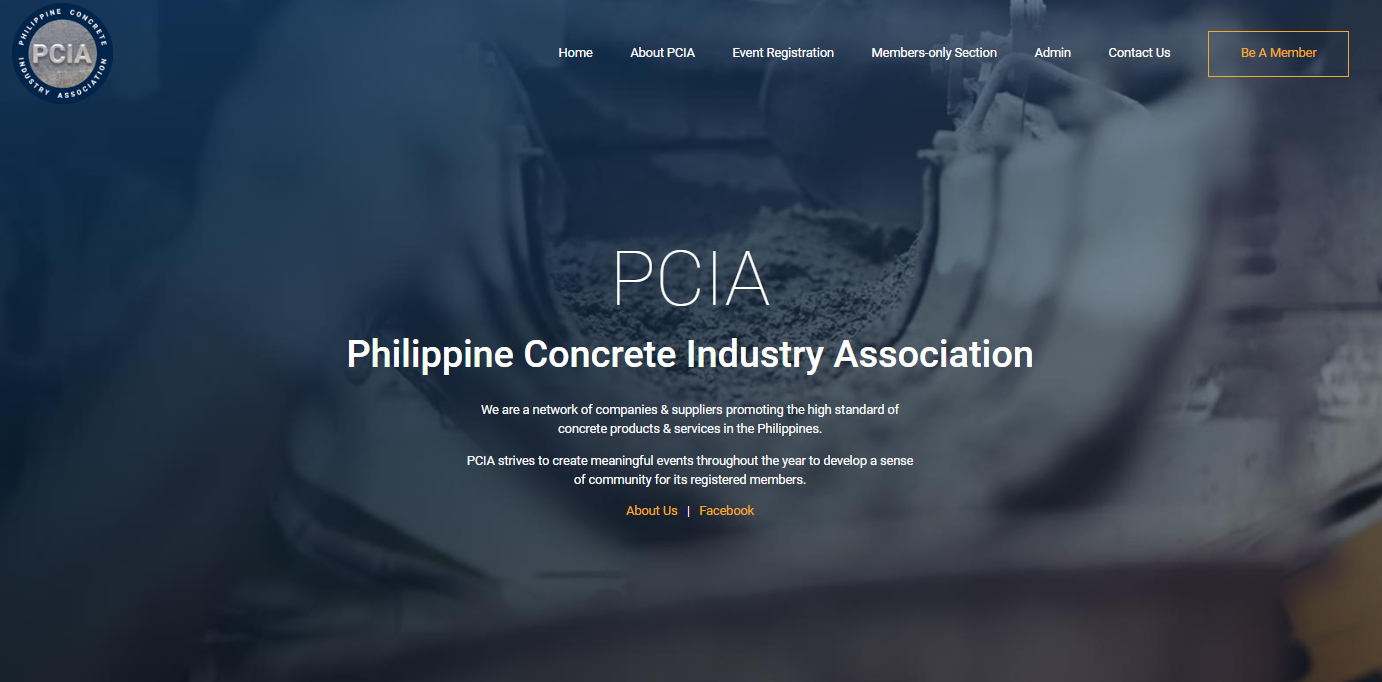 PHILIPPINE CONCRETE
PCIA
INDUSTRY ASSOCIATION
Home About PCIA Event Registration Members-only Section Admin Contact Us Be A Member
PCIA
Philippine Concrete Industry Association
We are a network of companies & suppliers promoting the high standard of
concrete products & services in the Philippines.
PCIA strives to create meaningful events throughout the year to develop a sense
of community for its registered members.
About Us | Facebook